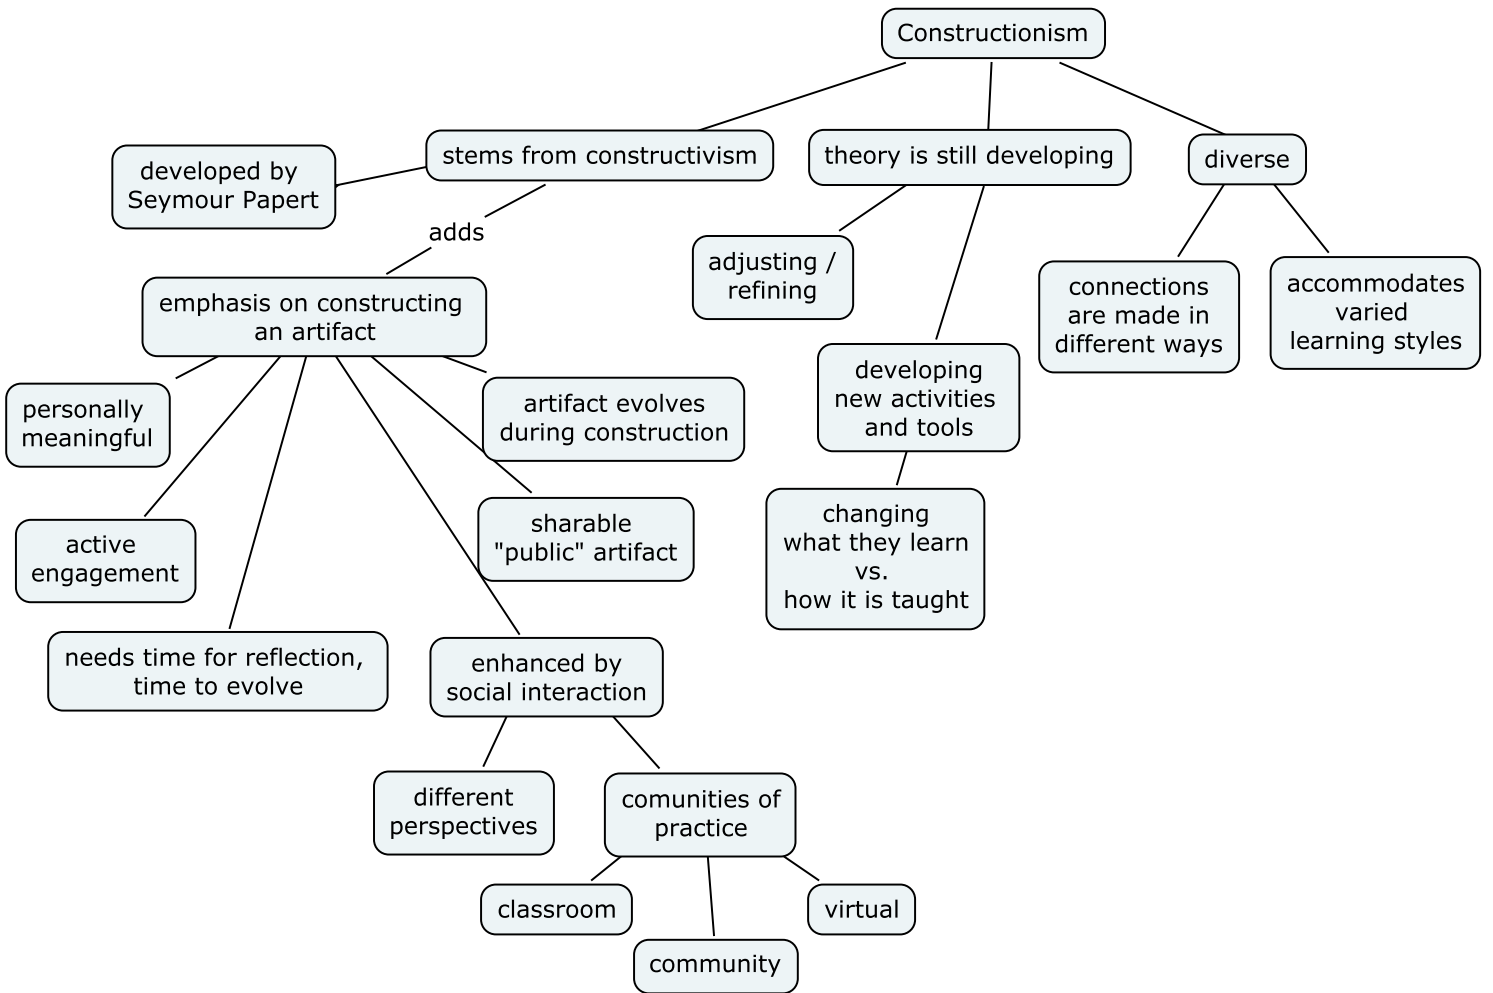 Constructionism
stems from constructivism
theory is still developing
diverse
developed by
Seymour Papert
adds
emphasis on constructing
an artifact
adjusting /
refining
connections
are made in
different ways
accommodates
varied
learning styles
personally
meaningful
artifact evolves
during construction
developing
new activities
and tools
active
engagement
sharable
"public" artifact
changing
what they learn
vs.
how it is taught
needs time for reflection,
time to evolve
enhanced by
social interaction
different
perspectives
comunities of
practice
classroom
virtual
community